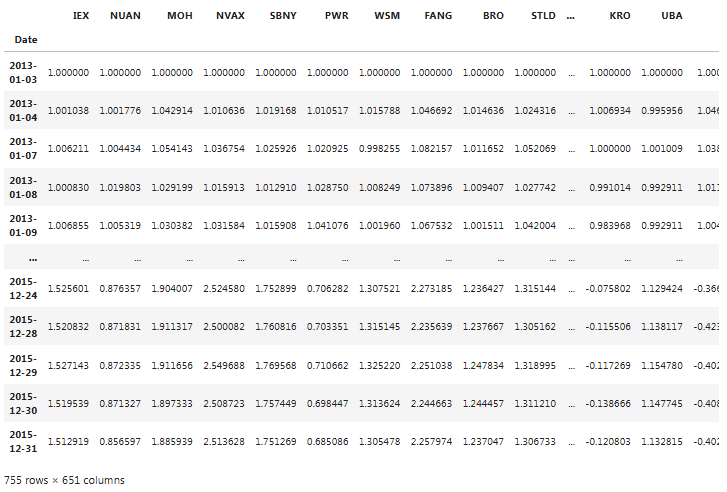 IEX NUAN MOH NVAX SBNY PWR WSM FANG BRO STLD ... KRO UBA
Date
2013-01-03 1.000000 1.000000 1.000000 1.000000 1.000000 1.000000 1.000000 1.000000 1.000000 1.000000 ... 1.000000 1.000000 1.00
2013-01-04 1.001038 1.001776 1.042914 1.010636 1.019168 1.010517 1.015788 1.046692 1.014636 1.024316 ... 1.006934 0.995956 1.04
2013-01-07 1.006211 1.004434 1.054143 1.036754 1.025926 1.020925 0.998255 1.082157 1.011652 1.052069 ... 1.000000 1.001009 1.03
2013-01-08 1.000830 1.019803 1.029199 1.015913 1.012910 1.028750 1.008249 1.073896 1.009407 1.027742 ... 0.991014 0.992911 1.01
2013-01-09 1.006855 1.005319 1.030382 1.031584 1.015908 1.041076 1.001960 1.067532 1.001511 1.042004 ... 0.983968 0.992911 1.00
... ... ... ... ... ... ... ... ... ... ... ... ... ...
2015-12-24 1.525601 0.876357 1.904007 2.524580 1.752899 0.706282 1.307521 2.273185 1.236427 1.315144 ... -0.075802 1.129424 -0.36
2015-12-28 1.520832 0.871831 1.911317 2.500082 1.760816 0.703351 1.315145 2.235639 1.237667 1.305162 ... -0.115506 1.138117 -0.42
2015-12-29 1.527143 0.872335 1.911656 2.549688 1.769568 0.710662 1.325220 2.251038 1.247834 1.318995 ... -0.117269 1.154780 -0.40
2015-12-30 1.519539 0.871327 1.897333 2.508723 1.757449 0.698447 1.313624 2.244663 1.244457 1.311210 ... -0.138666 1.147745 -0.40
2015-12-31 1.512919 0.856597 1.885939 2.513628 1.751269 0.685086 1.305478 2.257974 1.237047 1.306733 ... -0.120803 1.132815 -0.40
755 rows × 651 columns